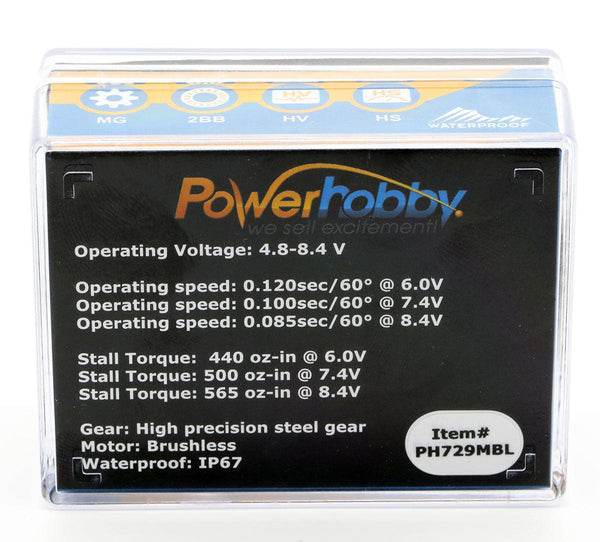 MG 2BB HV HS WATERPROOF
HV HS
Powerhobby.
we sell excitement!
Operating Voltage: 4.8-8.4 V
Operating speed: 0.120sec/60° @ 6.0V
Operating speed: 0.100sec/60° @ 7.4V
Operating speed: 0.085sec/60° @ 8.4V
Stall Torque: 440 oz-in @ 6.0V
Stall Torque: 500 oz-in @ 7.4V
Stall Torque: 565 oz-in @ 8.4V
Gear: High precision steel gear
Motor: Brushless
Waterproof: IP67
Item#
PH729MBL